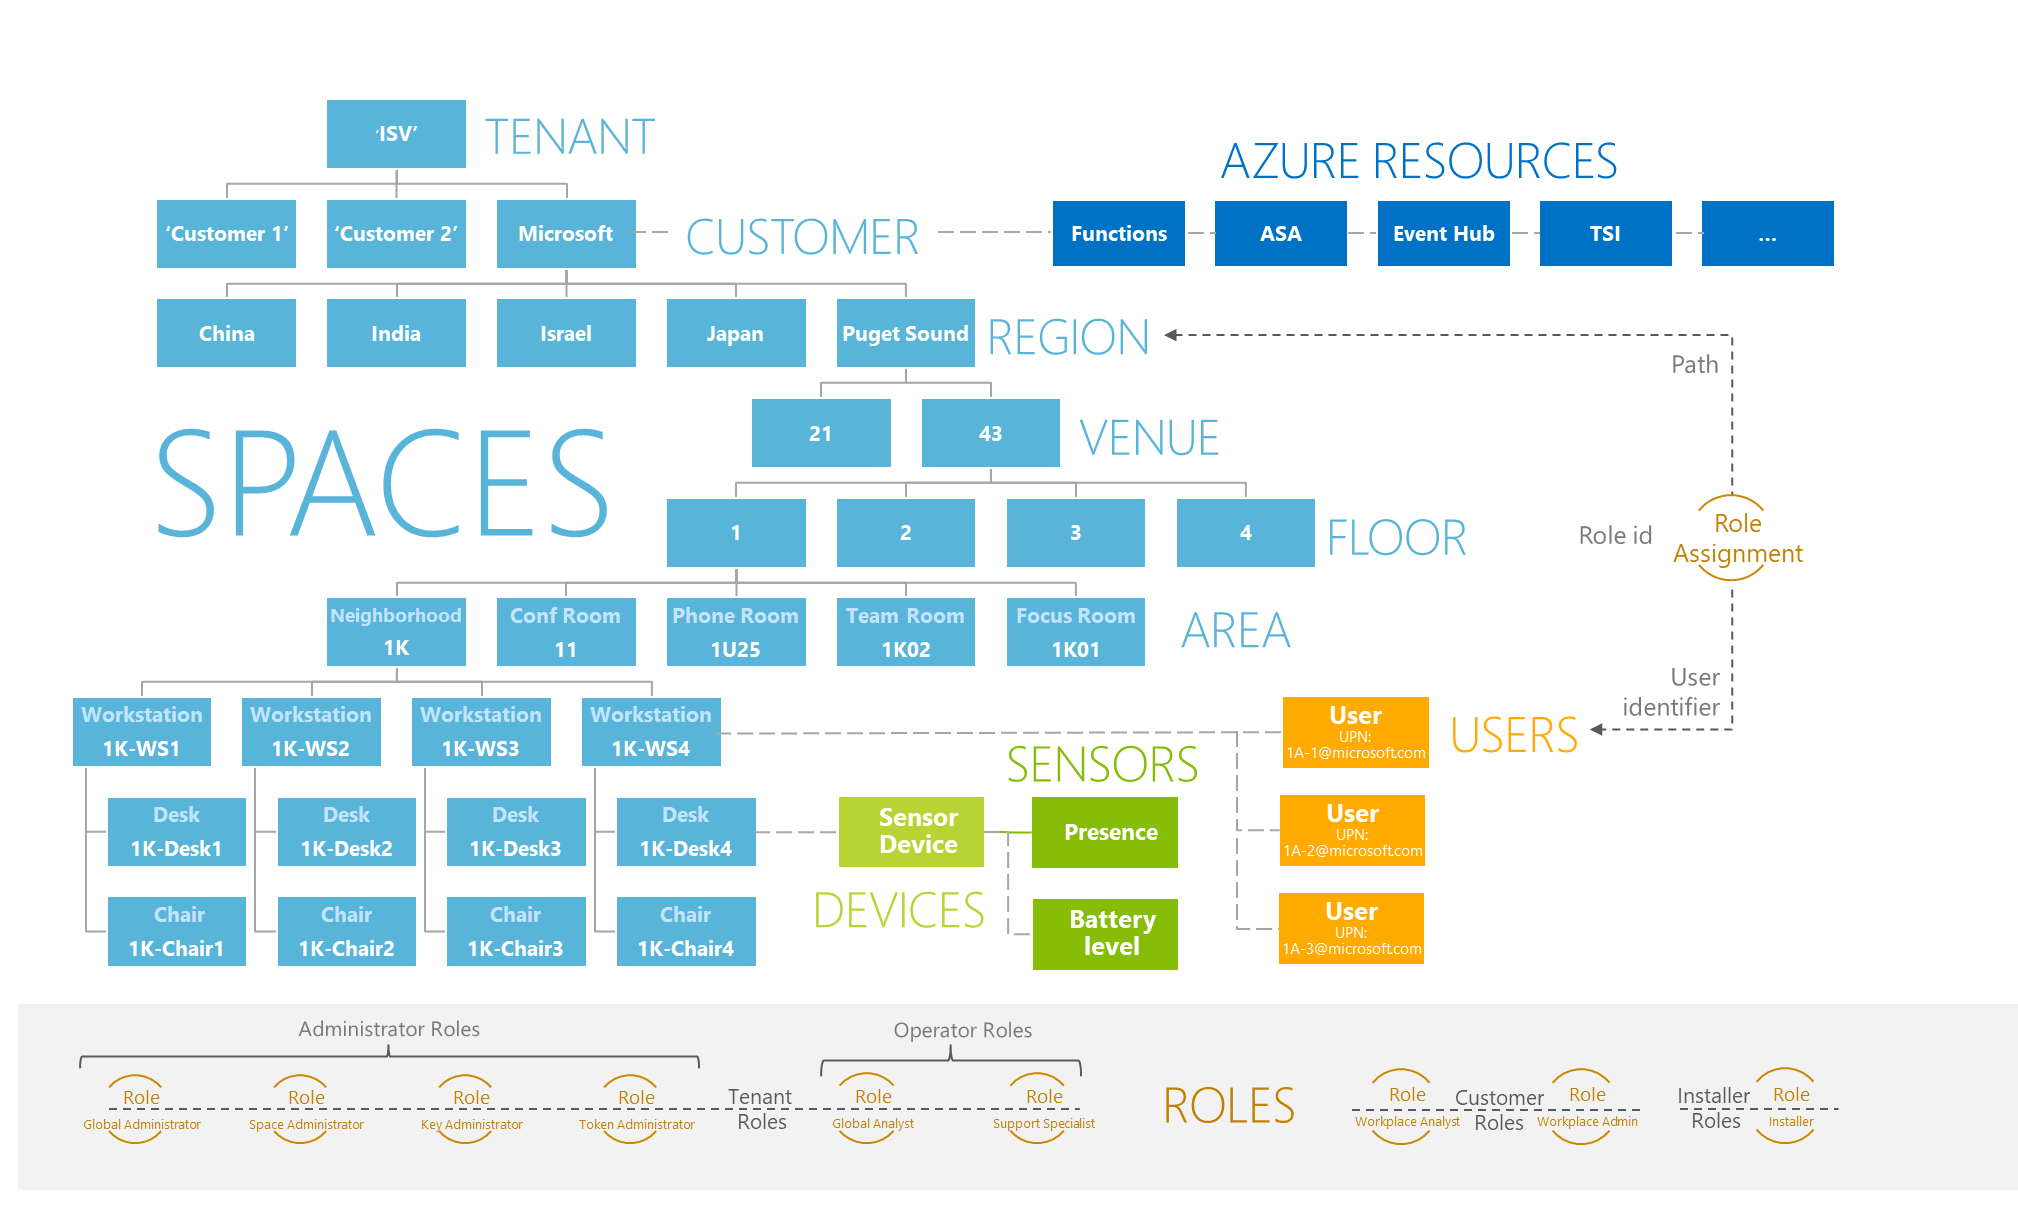 ‘ISV’
TENANT
AZURE RESOURCES
‘Customer 1’
‘Customer 2’
Microsoft
CUSTOMER
Functions
ASA
Event Hub
TSI
...
China
India
Israel
Japan
Puget Sound
REGION
Path
SPACES
21
43
VENUE
1
2
3
4
FLOOR
Role id
Role
Assignment
Neighborhood
1K
Conf Room
11
Phone Room
1U25
Team Room
1K02
Focus Room
1K01
AREA
User
identifier
Workstation
1K-WS1
Workstation
1K-WS2
Workstation
1K-WS3
Workstation
1K-WS4
User
UPN:
1A-1@microsoft.com
USERS
SENSORS
Desk
1K-Desk1
Desk
1K-Desk2
Desk
1K-Desk3
Desk
1K-Desk4
Sensor
Device
Presence
User
UPN:
1A-2@microsoft.com
DEVICES
Chair
1K-Chair1
Chair
1K-Chair2
Chair
1K-Chair3
Chair
1K-Chair4
Battery
level
User
UPN:
1A-3@microsoft.com
Administrator Roles
Operator Roles
Role
Global Administrator
Role
Space Administrator
Role
Key Administrator
Role
Token Administrator
Tenant
Roles
Role
Global Analyst
Role
Support Specialist
ROLES
Role
Workplace Analyst
Customer
Roles
Role
Workplace Admin
Installer
Roles
Role
Installer